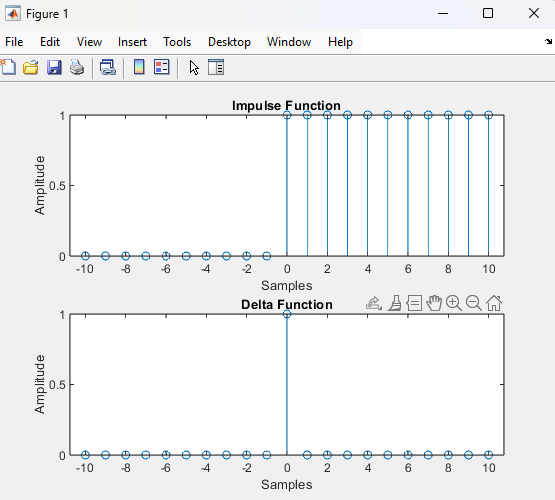 Figure 1
File Edit View Insert Tools Desktop Window Help
Impulse Function
1
0.5
0
Amplitude
-10 -8 -6 -4 -2 0 2 4 6 8 10
Samples
Delta Function
1
0.5
0
Amplitude
-10 -8 -6 -4 -2 0 2 4 6 8 10
Samples